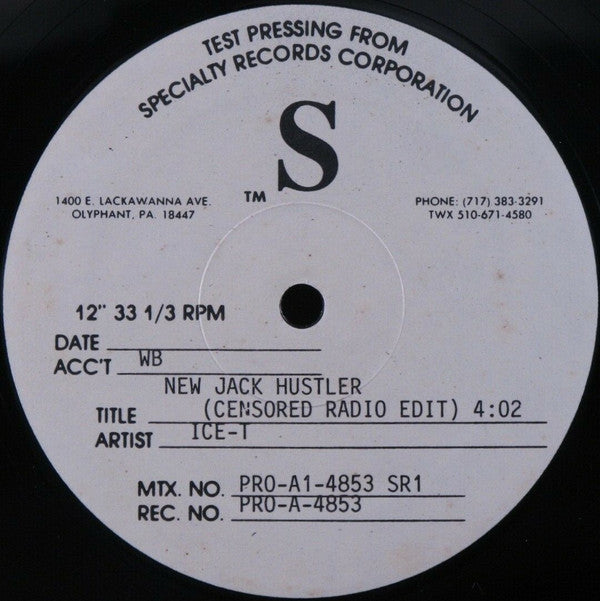 TEST PRESSING FROM
SPECIALTY RECORDS CORPORATION
S
TM
1400 E. LACKAWANNA AVE.
OLYPHANT, PA. 18447
PHONE: (717) 383-3291
TWX 510-671-4580
12" 33 1/3 RPM
DATE
ACC'T WB
NEW JACK HUSTLER
TITLE (CENSORED RADIO EDIT) 4:02
ARTIST ICE-T
MTX. NO. PRO-A1-4853 SR1
REC. NO. PRO-A-4853